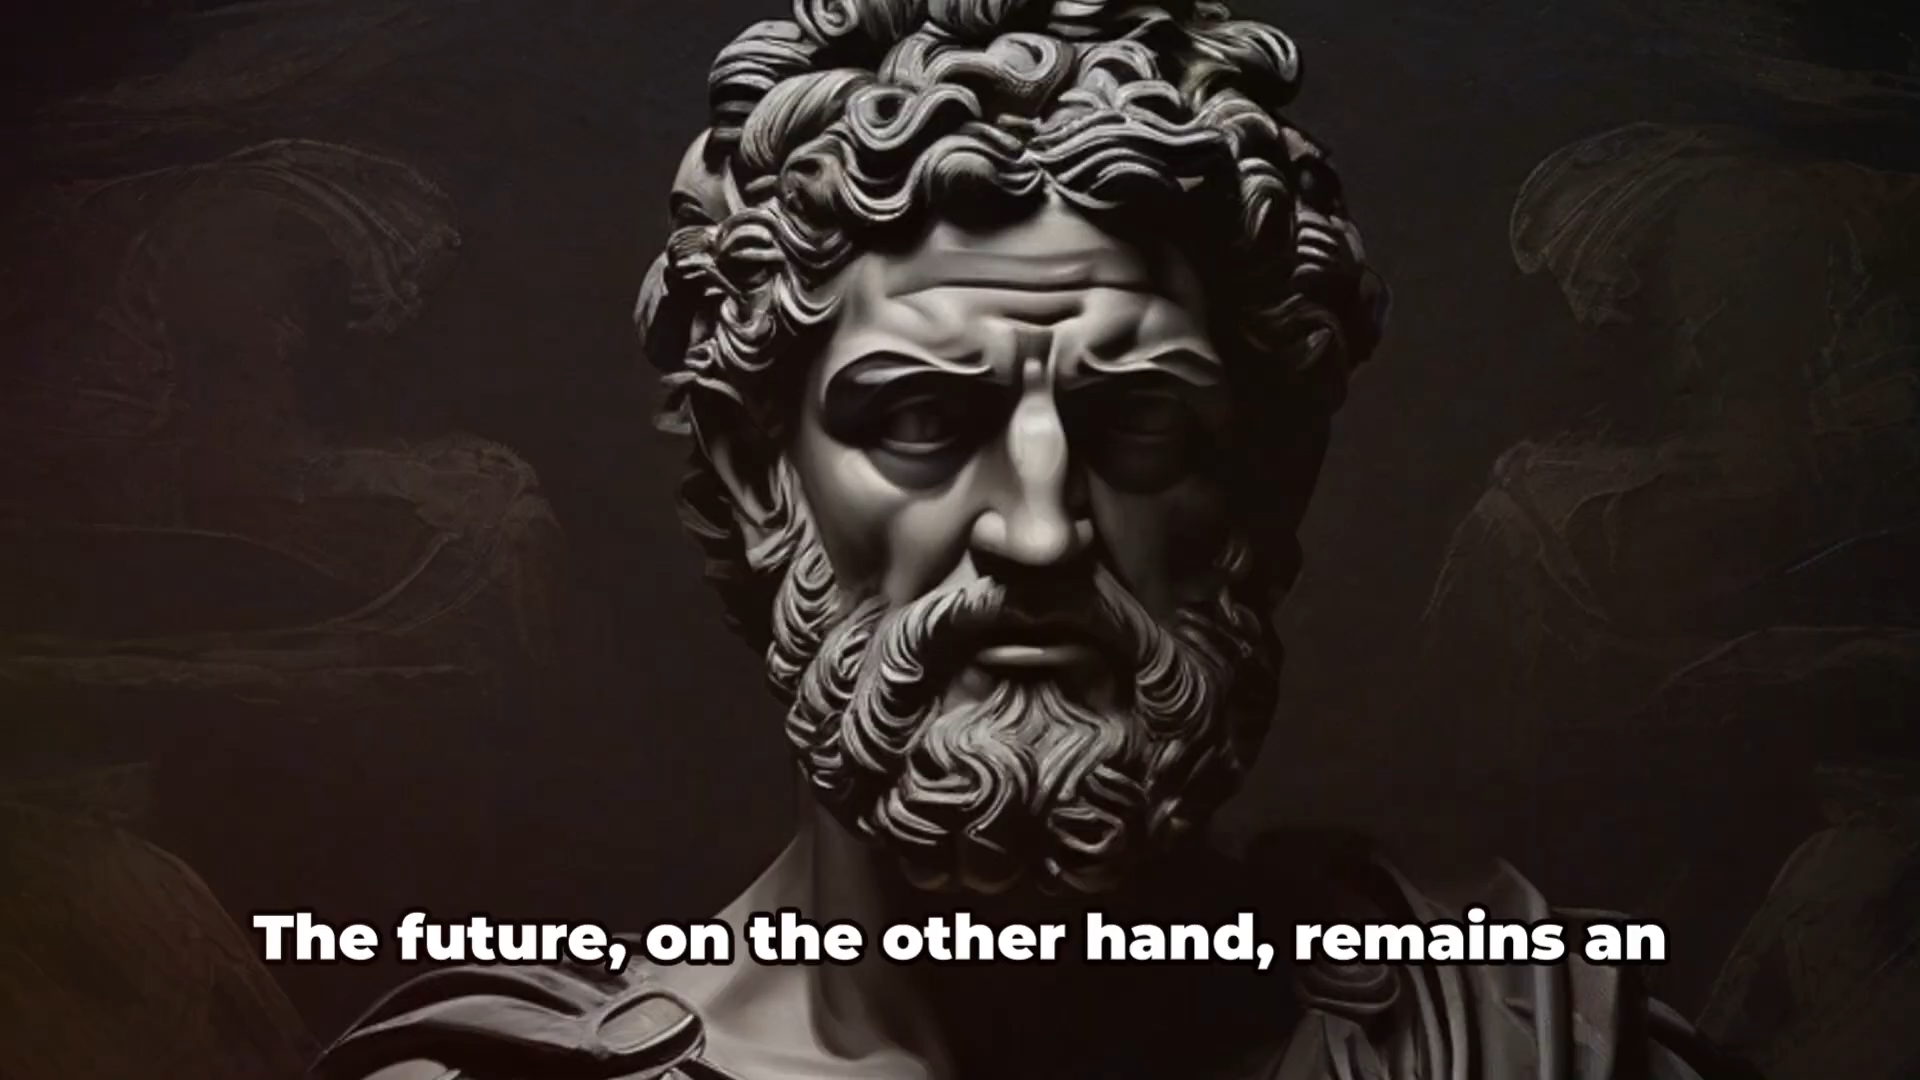 The future, on the other hand, remains an